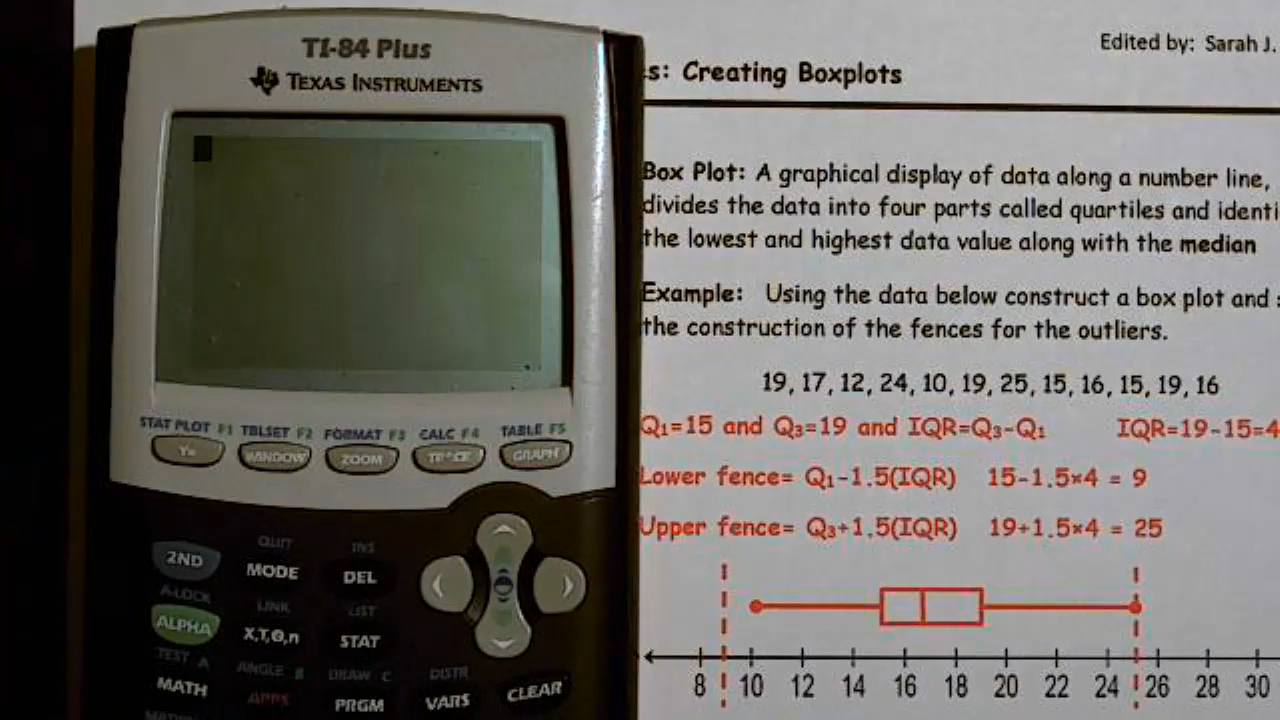 TI-84 Plus
TEXAS INSTRUMENTS
STAT PLOT F1 TBLSET F2 FORMAT F3 CALC F4 TABLE F5
Y= WINDOW ZOOM TRACE GRAPH
QUIT INS
2ND MODE DEL
A-LOCK LINK LIST
ALPHA X,T,θ,n STAT
TEST A ANGLE B DRAW C DISTR
MATH APPS PRGM VARS CLEAR
Edited by: Sarah J.
s: Creating Boxplots
Box Plot: A graphical display of data along a number line,
divides the data into four parts called quartiles and identi
the lowest and highest data value along with the median
Example: Using the data below construct a box plot and s
the construction of the fences for the outliers.
19, 17, 12, 24, 10, 19, 25, 15, 16, 15, 19, 16
Q1=15 and Q3=19 and IQR=Q3-Q1 IQR=19-15=4
Lower fence= Q1-1.5(IQR) 15-1.5×4 = 9
Upper fence= Q3+1.5(IQR) 19+1.5×4 = 25
8 10 12 14 16 18 20 22 24 26 28 30